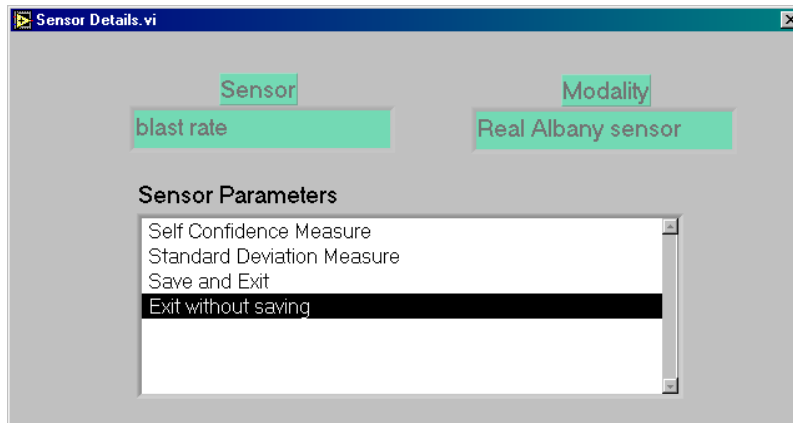 Sensor Details.vi
Sensor
Modality
blast rate
Real Albany sensor
Sensor Parameters
Self Confidence Measure
Standard Deviation Measure
Save and Exit
Exit without saving